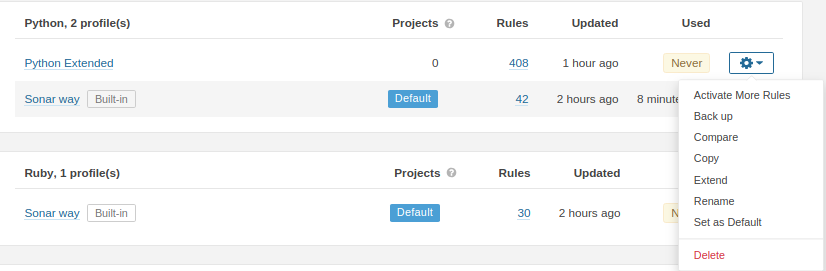 Python, 2 profile(s) Projects ? Rules Updated Used
Python Extended 0 408 1 hour ago Never
Sonar way Built-in Default 42 2 hours ago 8
Activate More Rules
Back up
Ruby, 1 profile(s) Projects ? Rules Updated
Compare
Copy
Extend
Rename
Sonar way Built-in Default 30 2 hours ago
Set as Default
Delete